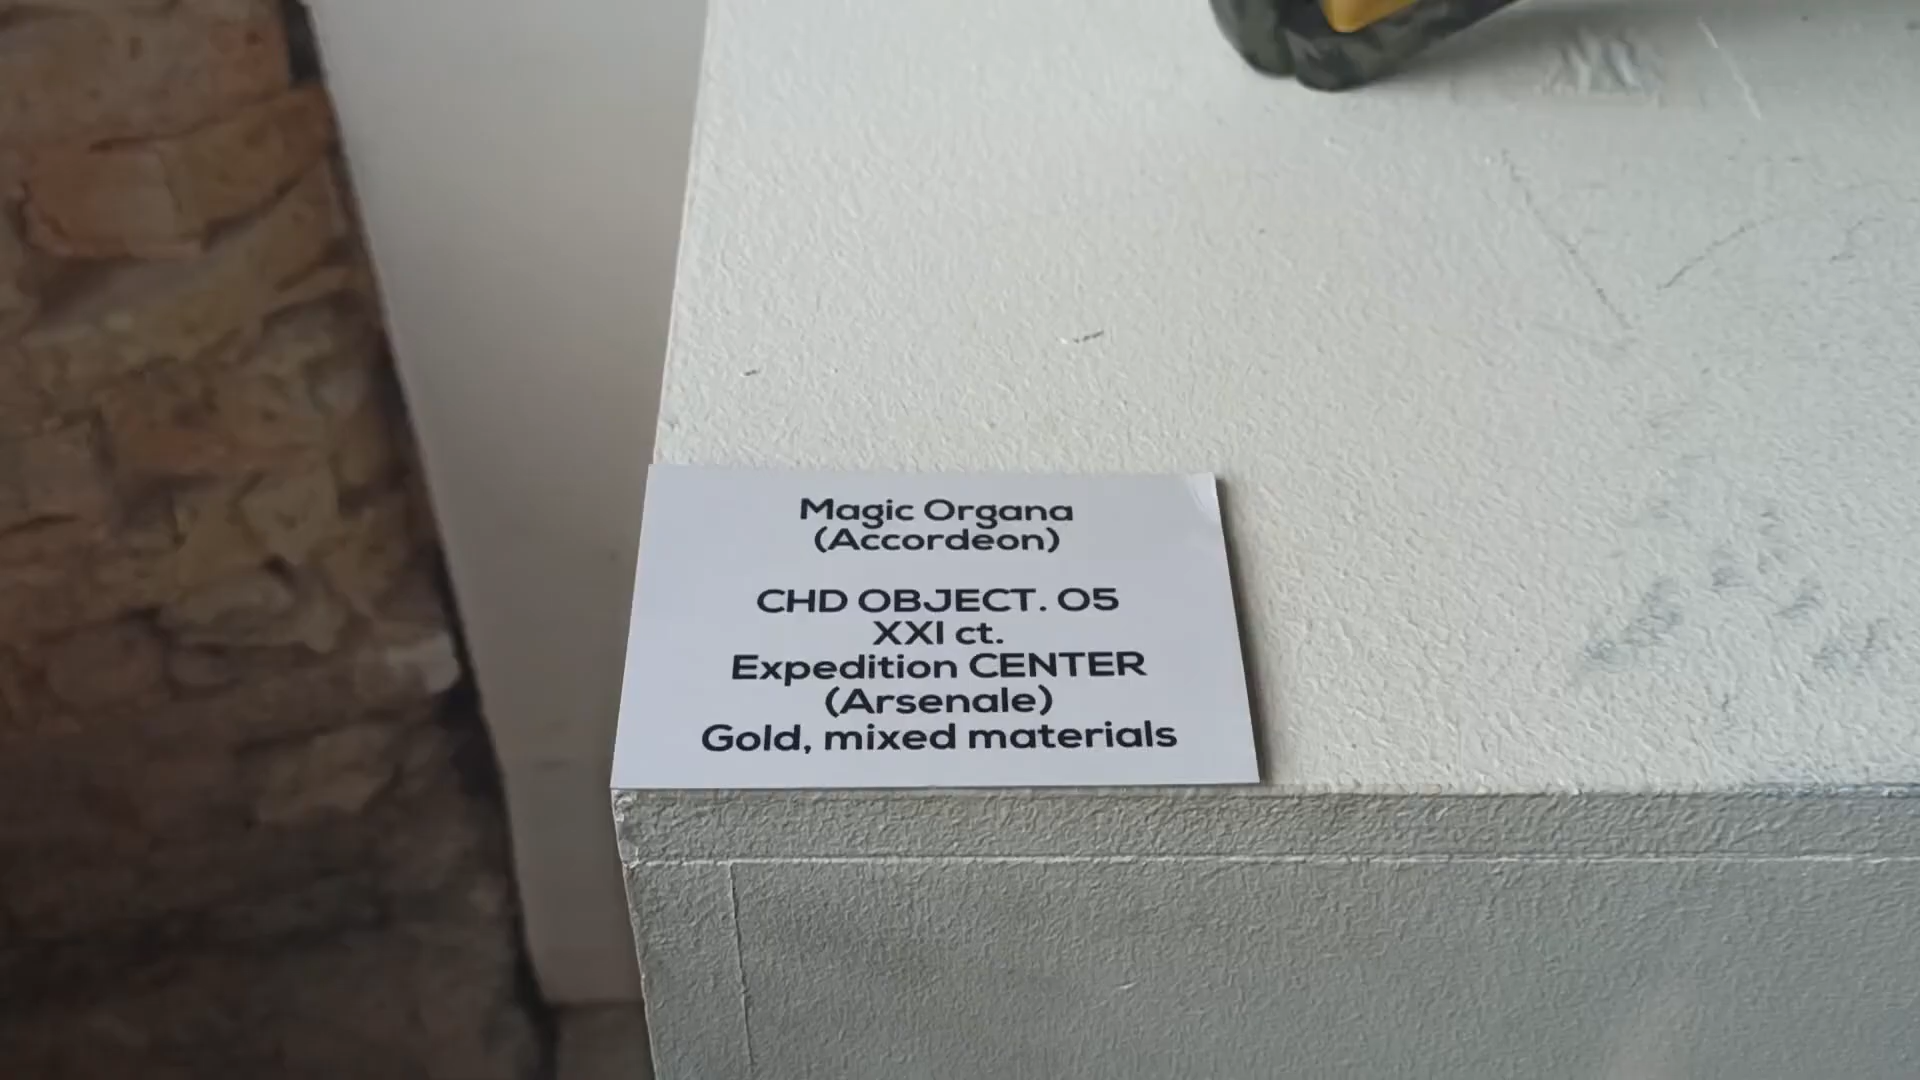 Magic Organa
(Accordeon)
CHD OBJECT. 05
XXI ct.
Expedition CENTER
(Arsenale)
Gold, mixed materials